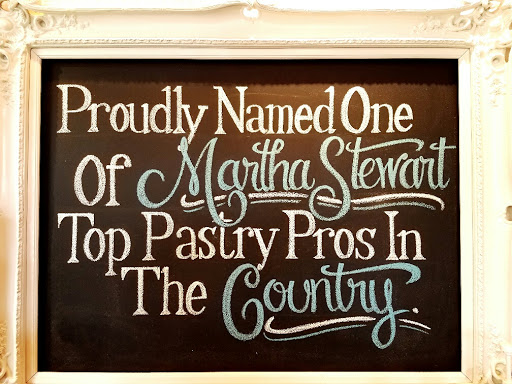 Proudly Named One
Of Martha Stewart
Top Pastry Pros In
The Country.